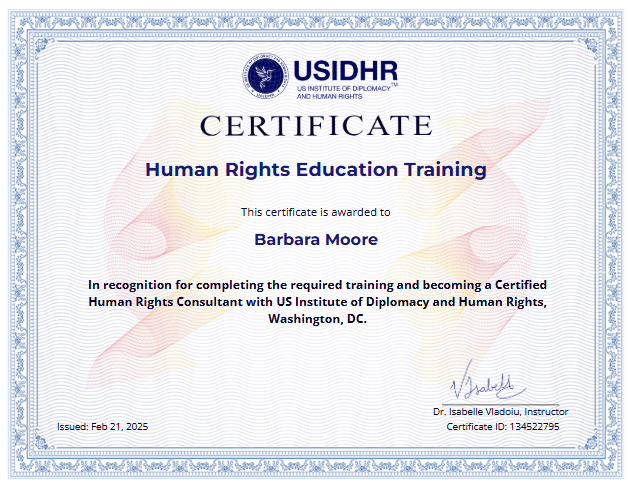 USIDHR
US INSTITUTE OF DIPLOMACY™
AND HUMAN RIGHTS
CERTIFICATE
Human Rights Education Training
This certificate is awarded to
Barbara Moore
In recognition for completing the required training and becoming a Certified
Human Rights Consultant with US Institute of Diplomacy and Human Rights,
Washington, DC.
V Isabell
Dr. Isabelle Vladoiu, Instructor
Issued: Feb 21, 2025
Certificate ID: 134522795